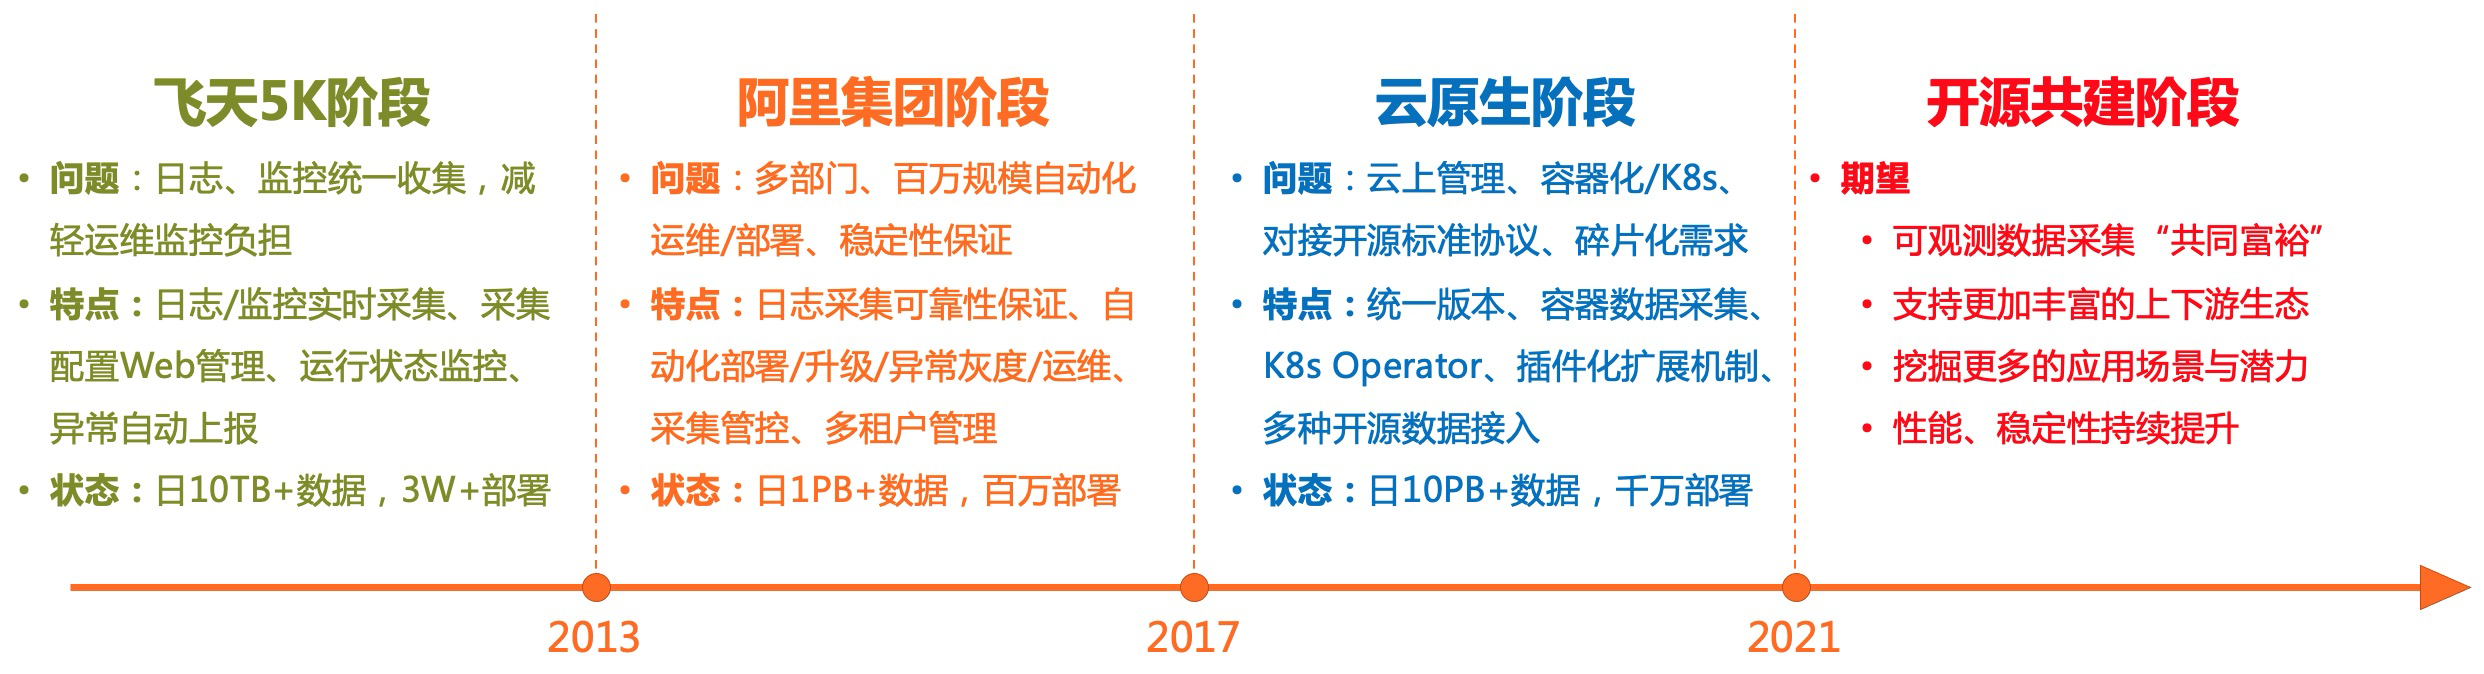 飞天5K阶段
• 问题：日志、监控统一收集，减
轻运维监控负担
• 特点：日志/监控实时采集、采集
配置Web管理、运行状态监控、
异常自动上报
• 状态：日10TB+数据，3W+部署
阿里集团阶段
• 问题：多部门、百万规模自动化
运维/部署、稳定性保证
• 特点：日志采集可靠性保证、自
动化部署/升级/异常灰度/运维、
采集管控、多租户管理
• 状态：日1PB+数据，百万部署
云原生阶段
• 问题：云上管理、容器化/K8s、
对接开源标准协议、碎片化需求
• 特点：统一版本、容器数据采集、
K8s Operator、插件化扩展机制、
多种开源数据接入
• 状态：日10PB+数据，千万部署
开源共建阶段
• 期望
• 可观测数据采集“共同富裕”
• 支持更加丰富的上下游生态
• 挖掘更多的应用场景与潜力
• 性能、稳定性持续提升
2013
2017
2021